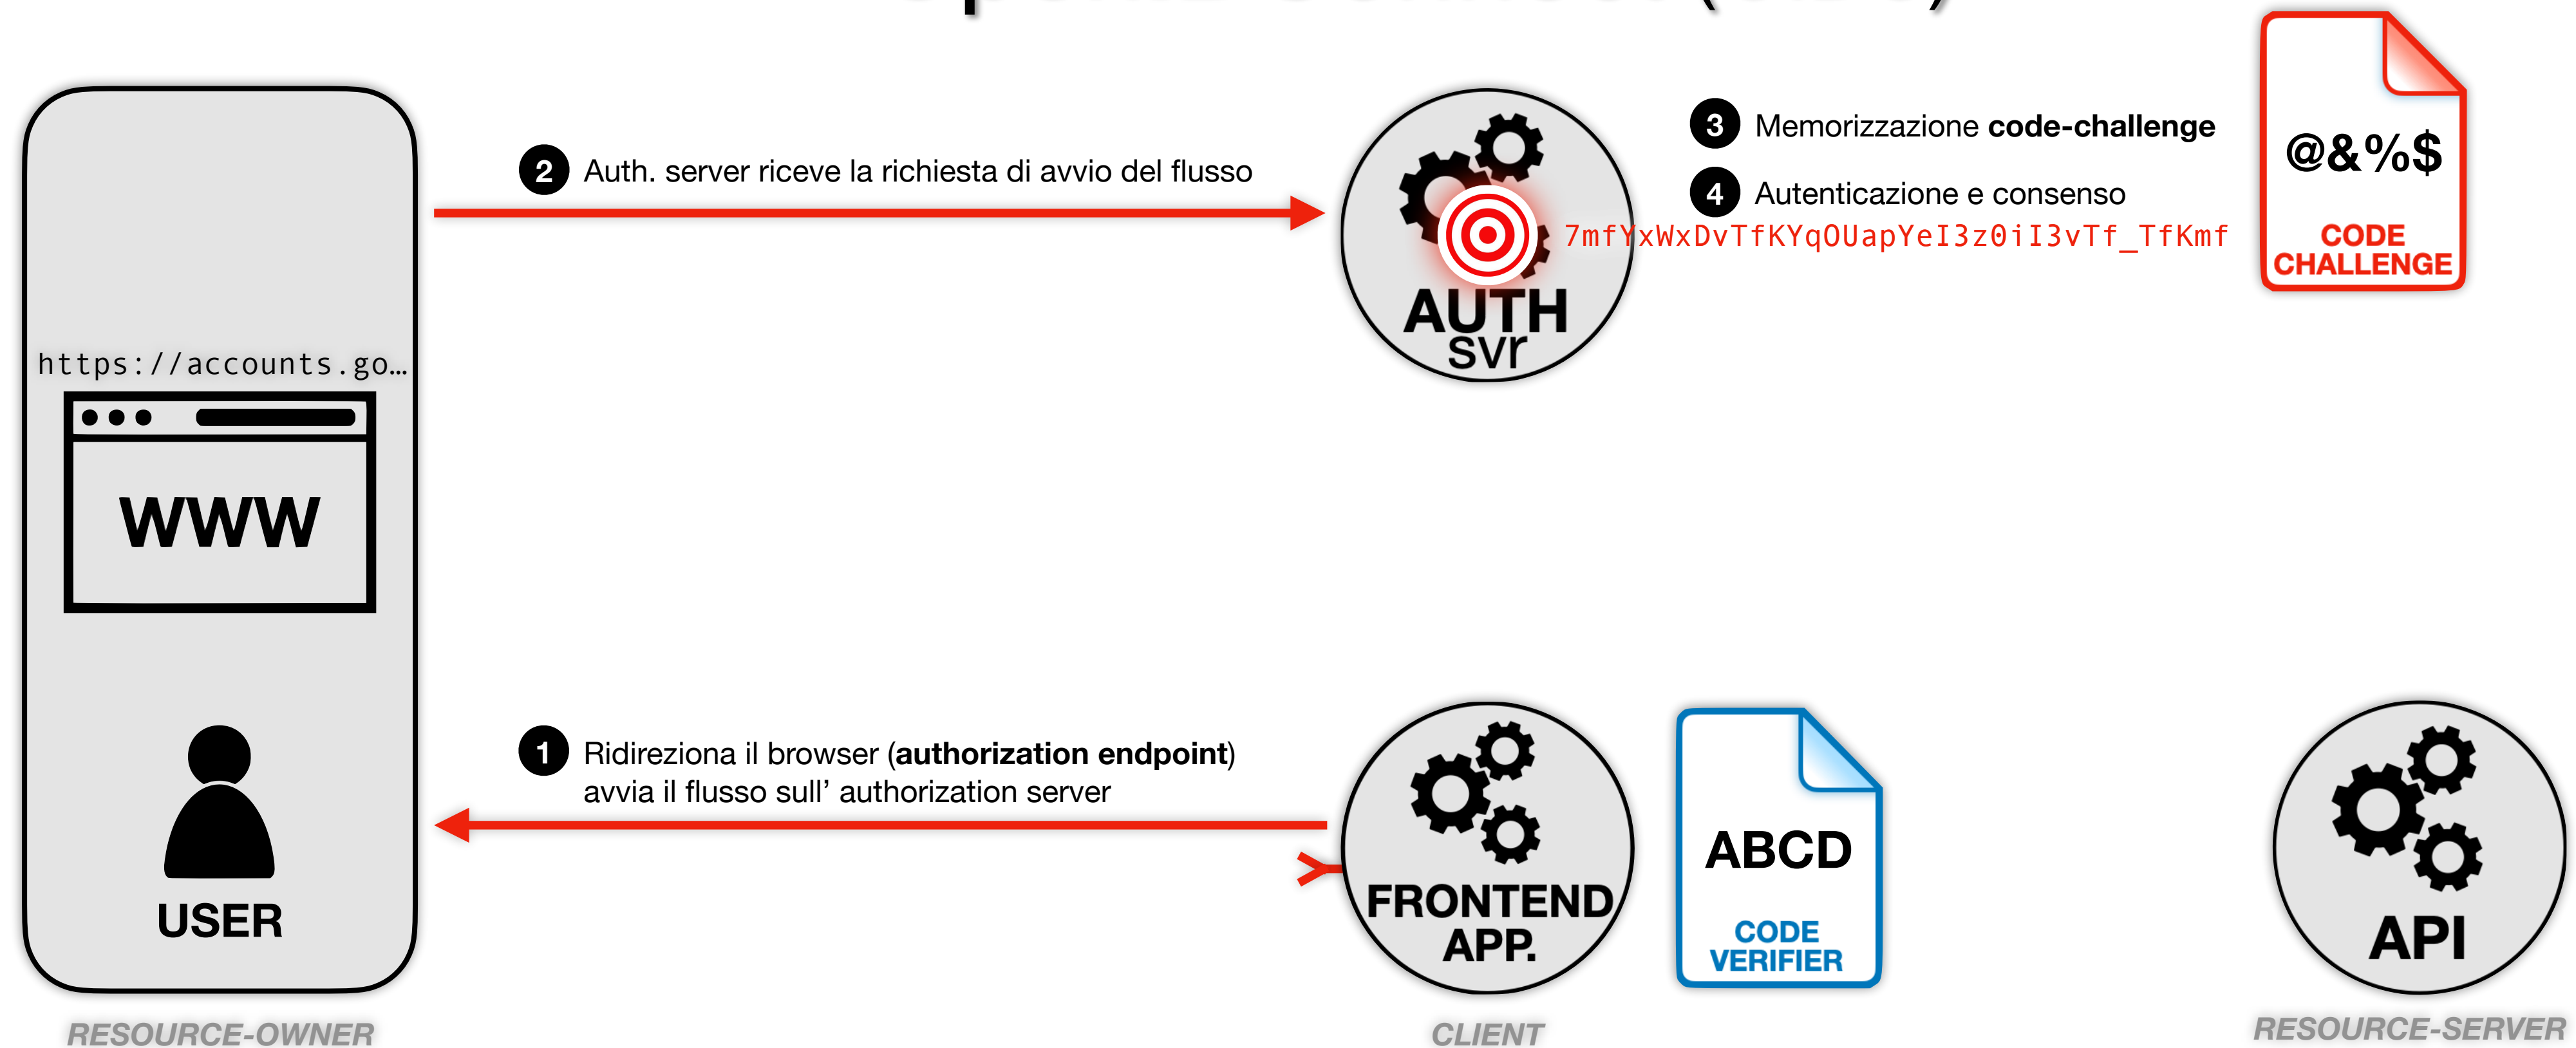 https://accounts.go…
WWW
USER
RESOURCE-OWNER
2 Auth. server riceve la richiesta di avvio del flusso
1 Ridireziona il browser (authorization endpoint)
avvia il flusso sull’ authorization server
AUTH
svr
3 Memorizzazione code-challenge
4 Autenticazione e consenso
7mfYxWxDvTfKYqOUapYeI3z0iI3vTf_TfKmf
@&%$
CODE
CHALLENGE
FRONTEND
APP.
CLIENT
ABCD
CODE
VERIFIER
API
RESOURCE-SERVER